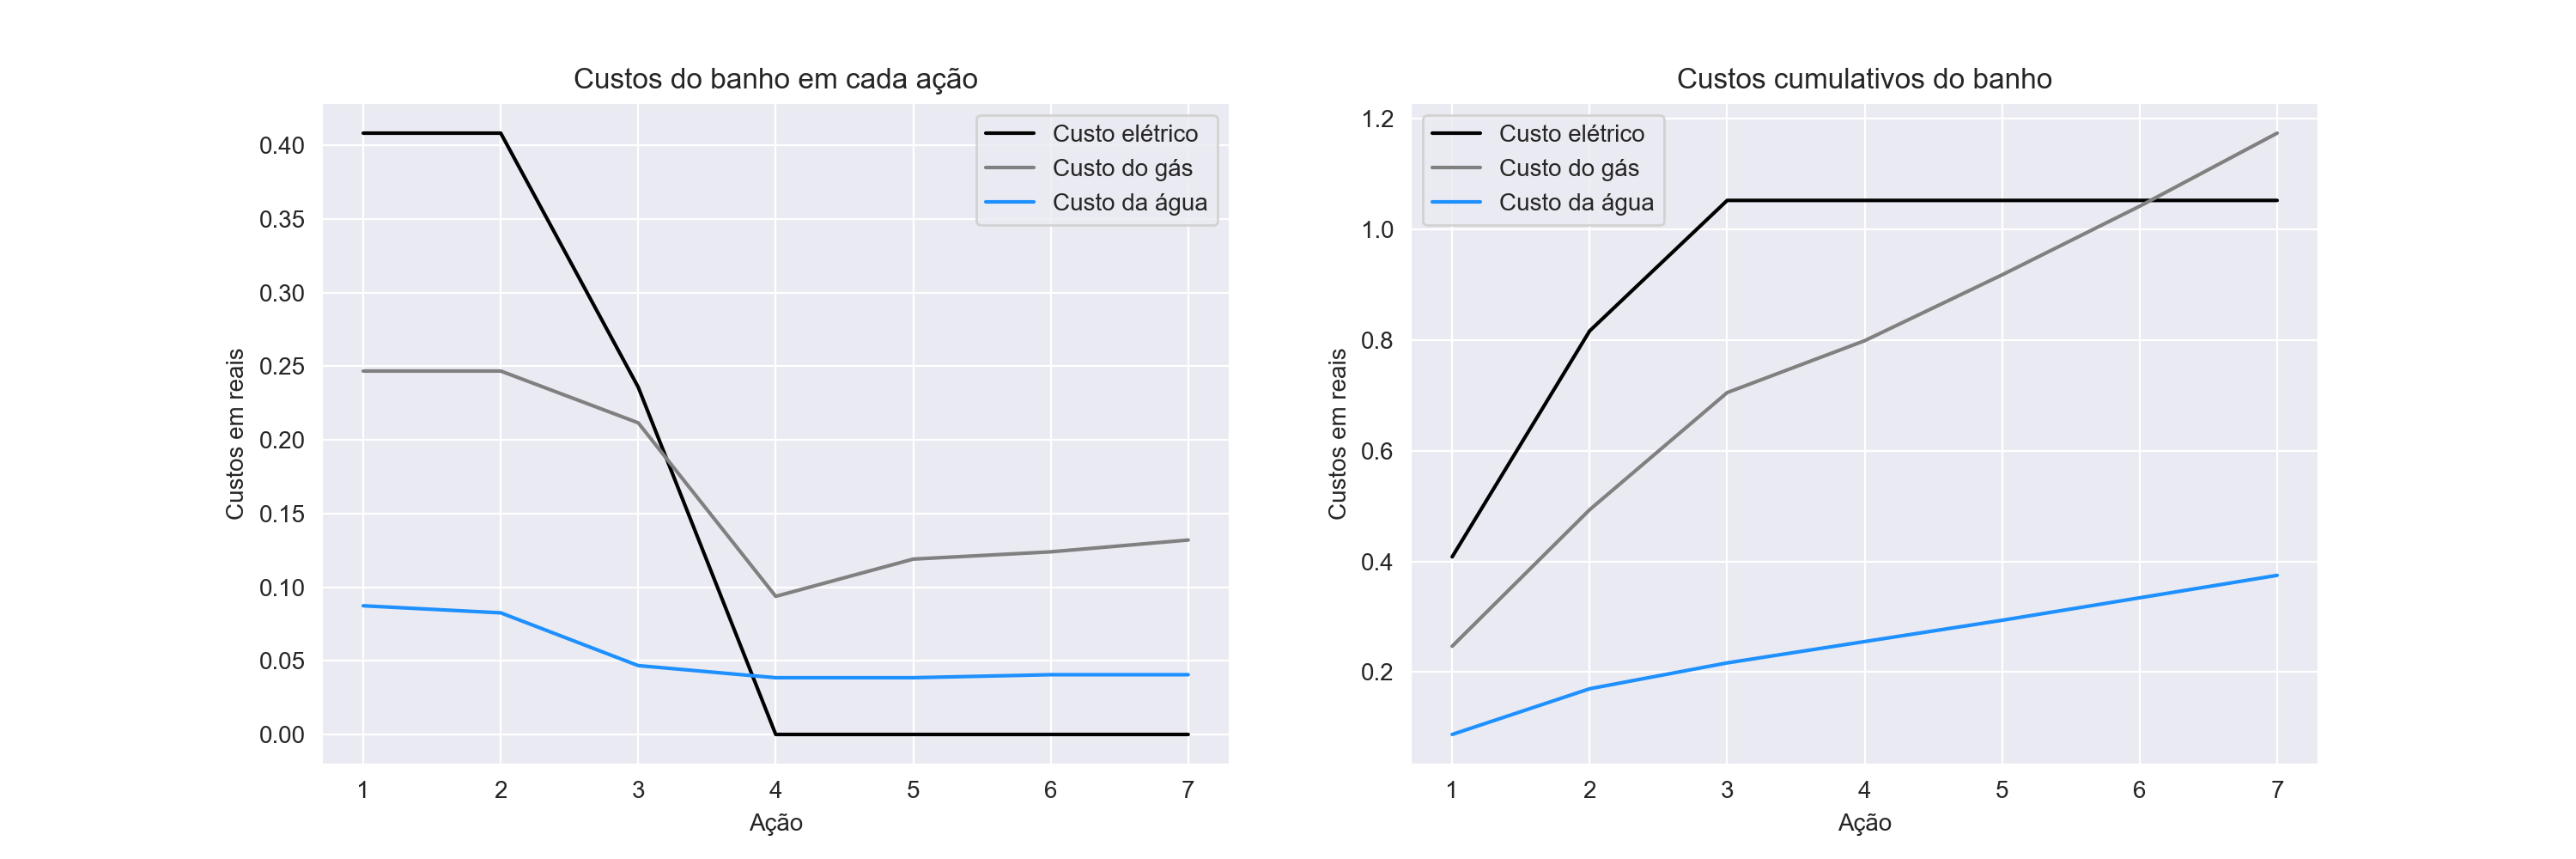 Custos do banho em cada ação
Custo elétrico
Custo do gás
Custo da água
0.40
0.35
0.30
0.25
0.20
0.15
0.10
0.05
0.00
Custos em reais
1 2 3 4 5 6 7
Ação
Custos cumulativos do banho
Custo elétrico
Custo do gás
Custo da água
1.2
1.0
0.8
0.6
0.4
0.2
Custos em reais
1 2 3 4 5 6 7
Ação